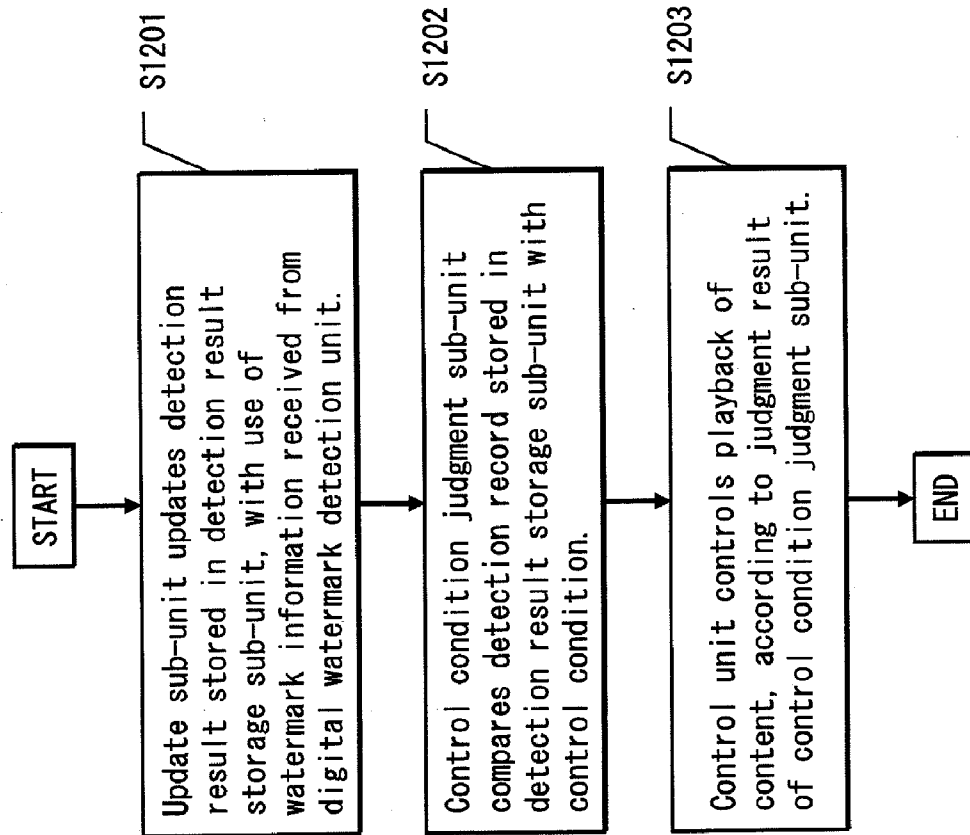 START
S1201
Update sub-unit updates detection
result stored in detection result
storage sub-unit, with use of
watermark information received from
digital watermark detection unit.
S1202
Control condition judgment sub-unit
compares detection record stored in
detection result storage sub-unit with
control condition.
S1203
Control unit controls playback of
content, according to judgment result
of control condition judgment sub-unit.
END